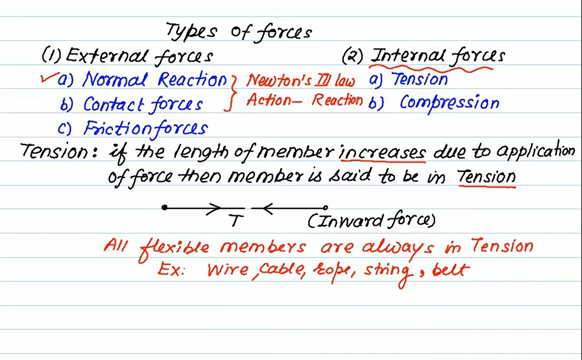 Types of forces
(1) External forces (2) Internal forces
a) Normal Reaction } Newton's III law a) Tension
b) Contact forces } Action - Reaction b) Compression
c) Friction forces
Tension: if the length of member increases due to application
of force then member is said to be in Tension
T (Inward force)
All flexible members are always in Tension
Ex: wire, cable, rope, string, belt